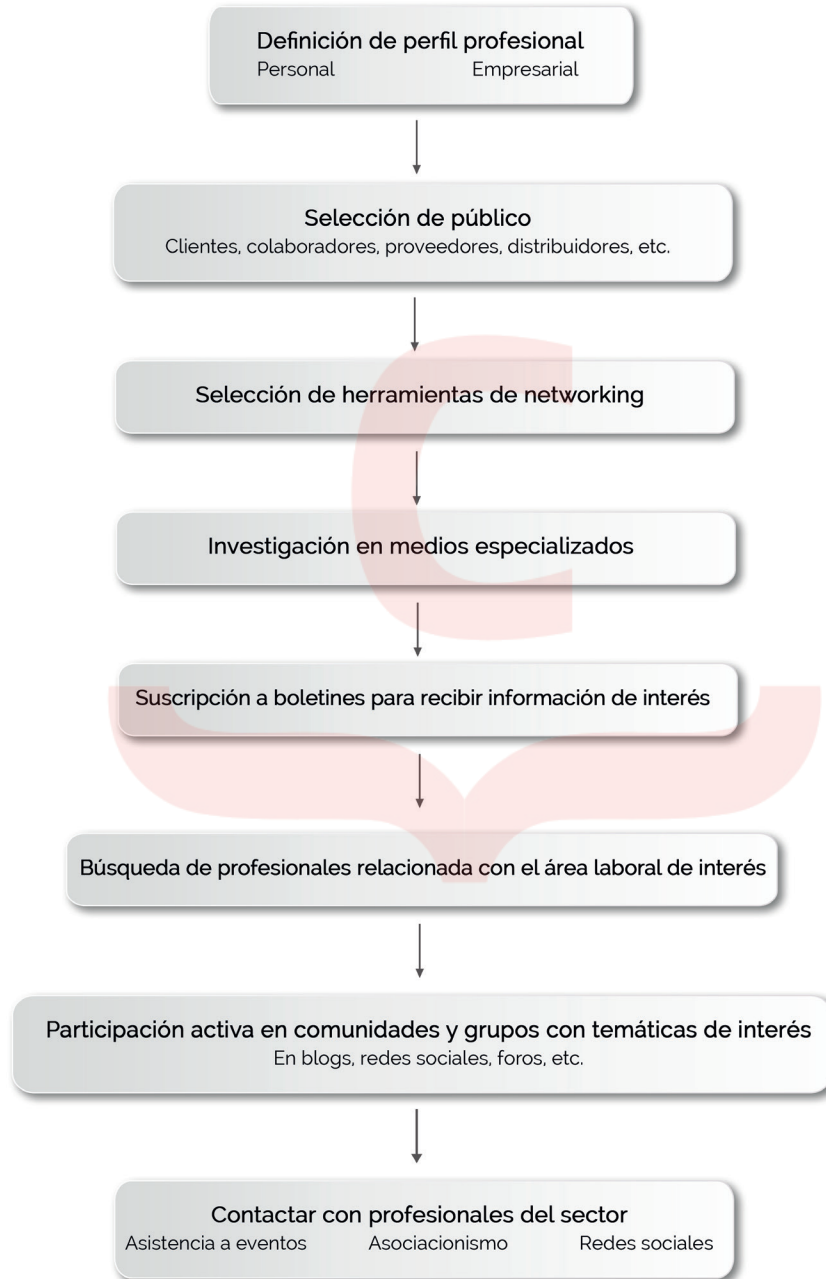 Definición de perfil profesional
Personal Empresarial
Selección de público
Clientes, colaboradores, proveedores, distribuidores, etc.
Selección de herramientas de networking
Investigación en medios especializados
Suscripción a boletines para recibir información de interés
Búsqueda de profesionales relacionada con el área laboral de interés
Participación activa en comunidades y grupos con temáticas de interés
En blogs, redes sociales, foros, etc.
Contactar con profesionales del sector
Asistencia a eventos Asociacionismo Redes sociales